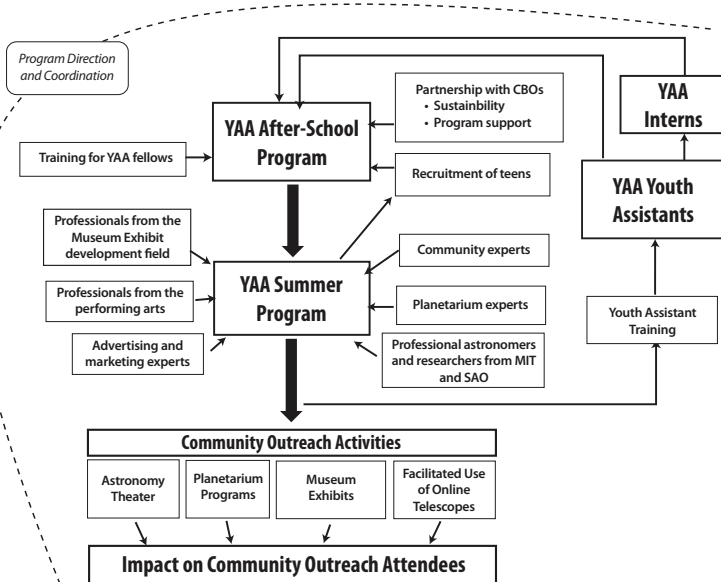 Program Direction
and Coordination
YAA After-School
Program
Partnership with CBOs
• Sustainbility
• Program support
YAA
Interns
Training for YAA fellows
Recruitment of teens
YAA Youth
Assistants
Professionals from the
Museum Exhibit
development field
Community experts
YAA Summer
Program
Professionals from the
performing arts
Planetarium experts
Youth Assistant
Training
Advertising and
marketing experts
Professional astronomers
and researchers from MIT
and SAO
Community Outreach Activities
Astronomy
Theater
Planetarium
Programs
Museum
Exhibits
Facilitated Use
of Online
Telescopes
Impact on Community Outreach Attendees